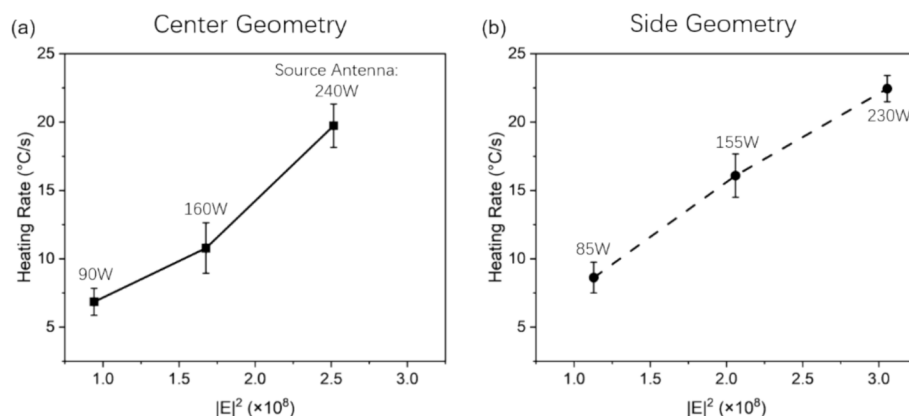 (a)
Center Geometry
25
20
15
10
5
Heating Rate (°C/s)
Source Antenna:
240W
160W
90W
1.0
1.5
2.0
2.5
3.0
|E|² (×10⁸)
(b)
Side Geometry
25
20
15
10
5
Heating Rate (°C/s)
155W
230W
85W
1.0
1.5
2.0
2.5
3.0
|E|² (×10⁸)